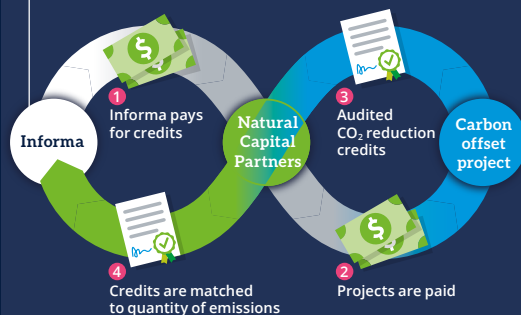 Informa
1
Informa pays
for credits
Natural
Capital
Partners
3
Audited
CO₂ reduction
credits
Carbon
offset
project
4
Credits are matched
to quantity of emissions
2
Projects are paid
$
$